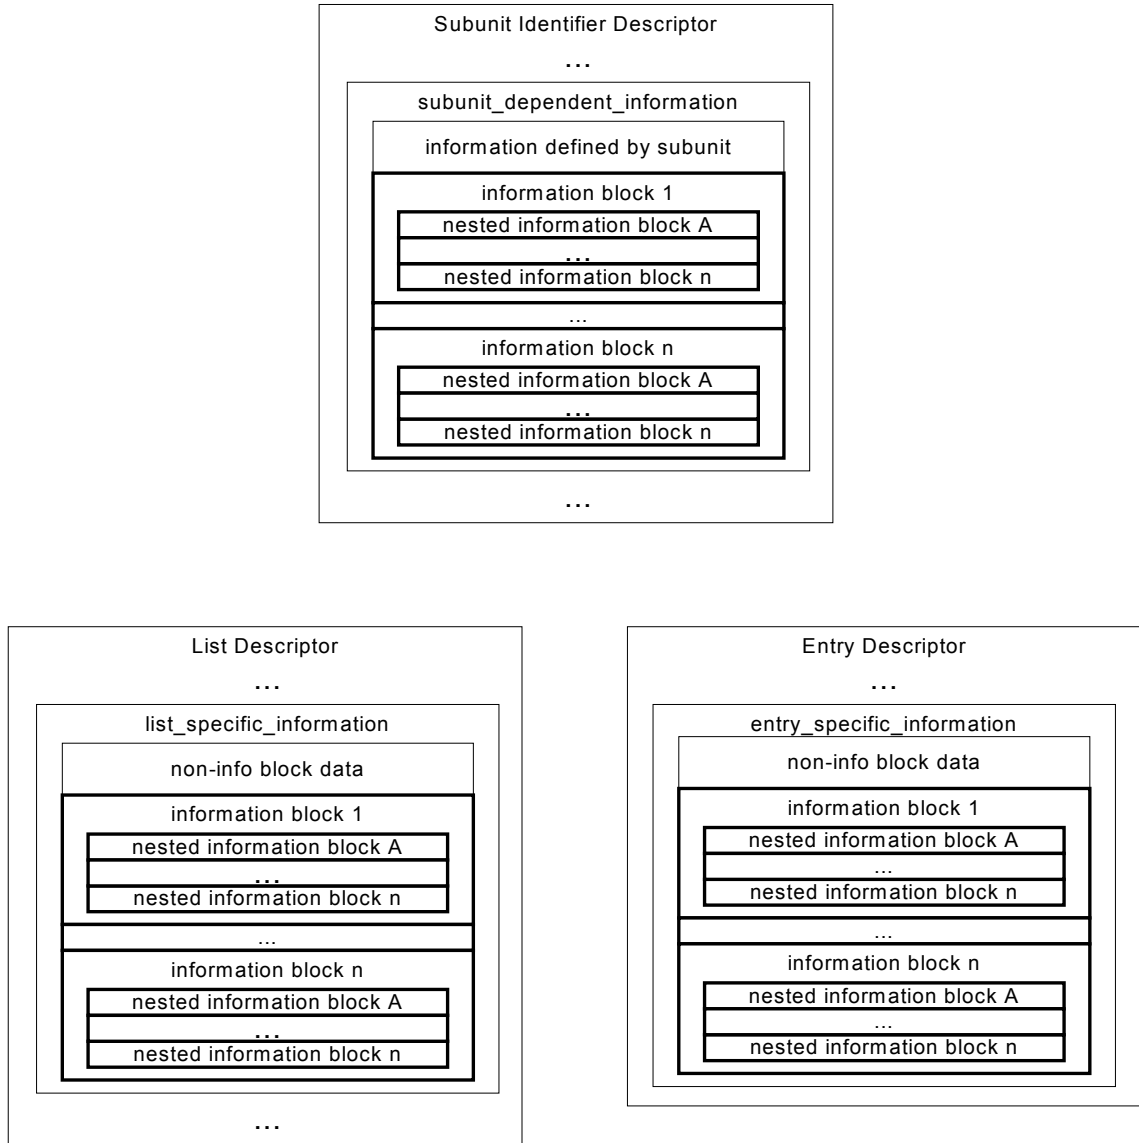 Subunit Identifier Descriptor
...
subunit_dependent_information
information defined by subunit
information block 1
nested information block A
...
nested information block n
...
information block n
nested information block A
...
nested information block n
...
List Descriptor
...
list_specific_information
non-info block data
information block 1
nested information block A
...
nested information block n
...
information block n
nested information block A
...
nested information block n
...
Entry Descriptor
...
entry_specific_information
non-info block data
information block 1
nested information block A
...
nested information block n
...
information block n
nested information block A
...
nested information block n